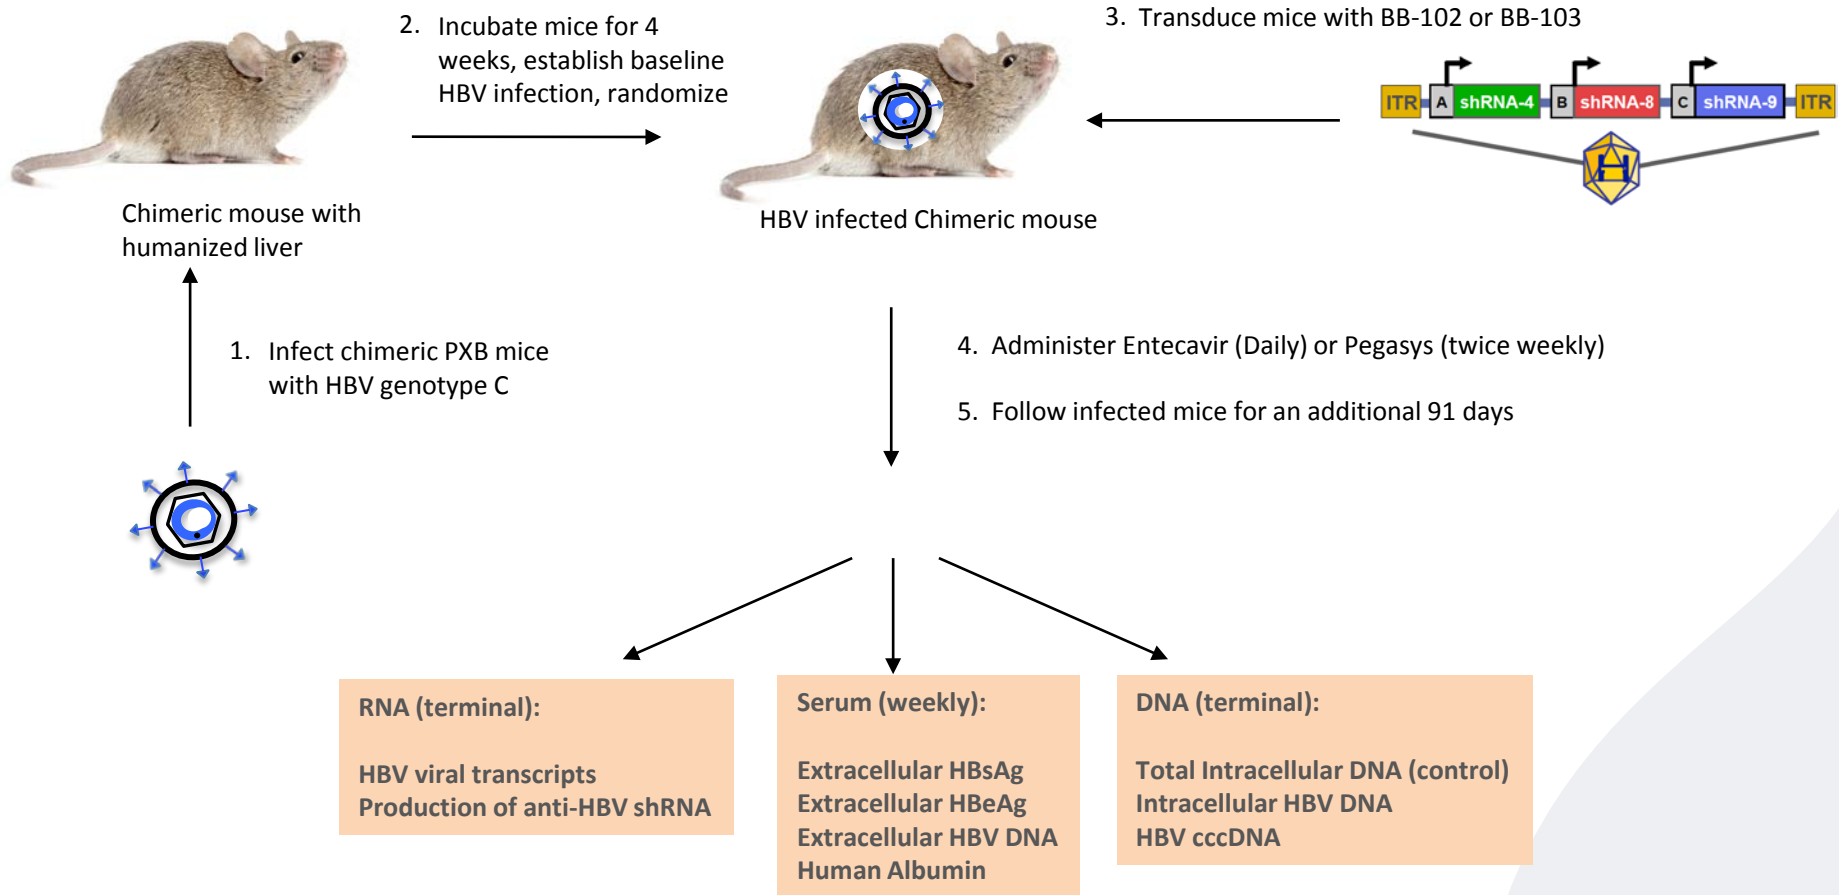 2. Incubate mice for 4
weeks, establish baseline
HBV infection, randomize
3. Transduce mice with BB-102 or BB-103
ITR A shRNA-4 B shRNA-8 C shRNA-9 ITR
H
Chimeric mouse with
humanized liver
HBV infected Chimeric mouse
1. Infect chimeric PXB mice
with HBV genotype C
4. Administer Entecavir (Daily) or Pegasys (twice weekly)
5. Follow infected mice for an additional 91 days
RNA (terminal):
HBV viral transcripts
Production of anti-HBV shRNA
Serum (weekly):
Extracellular HBsAg
Extracellular HBeAg
Extracellular HBV DNA
Human Albumin
DNA (terminal):
Total Intracellular DNA (control)
Intracellular HBV DNA
HBV cccDNA